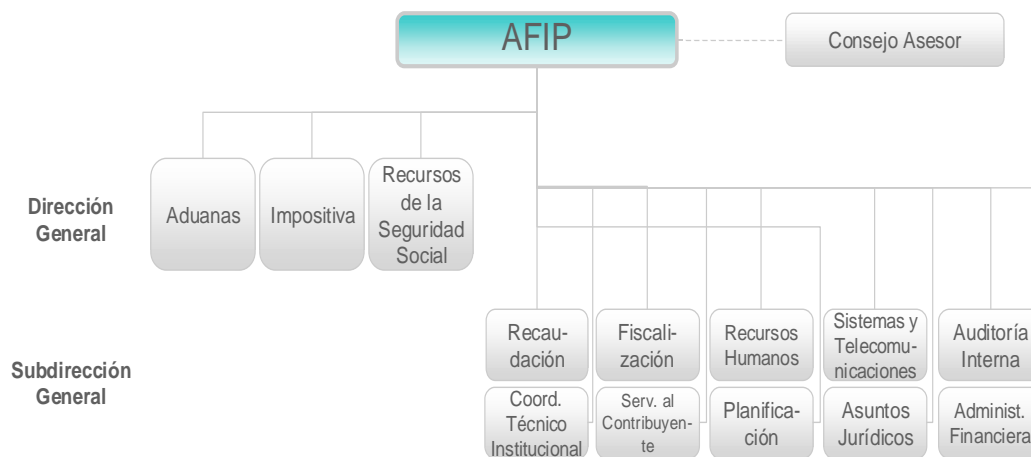 AFIP
Consejo Asesor
Dirección
General
Aduanas
Impositiva
Recursos
de la
Seguridad
Social
Subdirección
General
Recau-
dación
Fiscali-
zación
Recursos
Humanos
Sistemas y
Telecomu-
nicaciones
Auditoría
Interna
Coord.
Técnico
Institucional
Serv. al
Contribuyen-
te
Planifica-
ción
Asuntos
Jurídicos
Administ.
Financiera